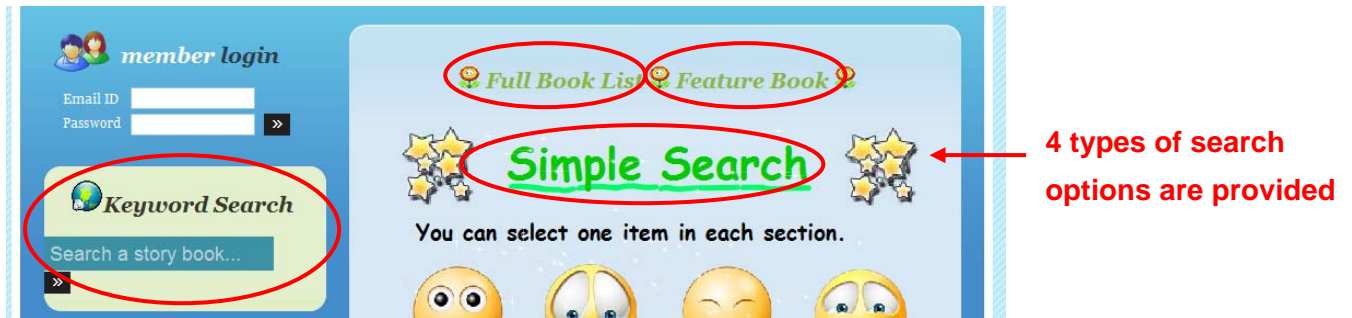 member login
Email ID
Password
»
Keyword Search
Search a story book...
»
Full Book List Feature Book
Simple Search
You can select one item in each section.
4 types of search
options are provided